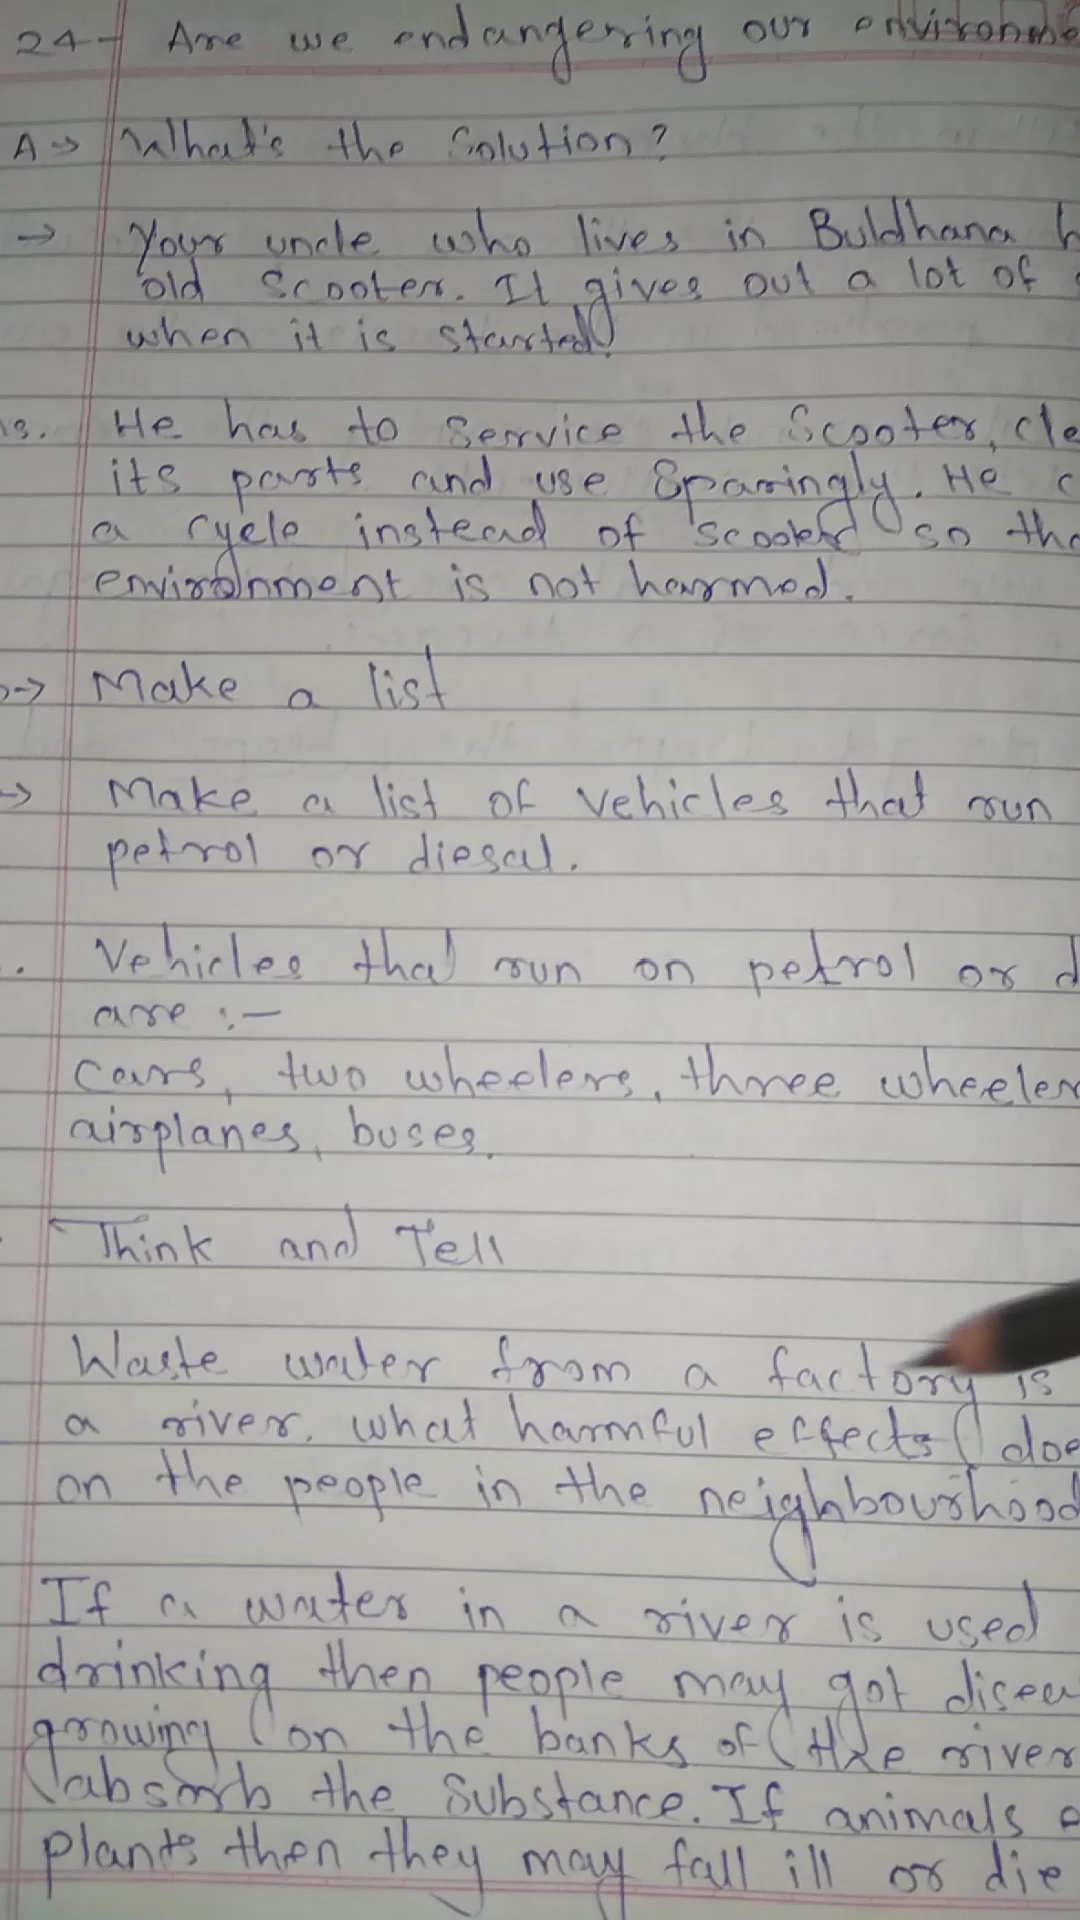 24 → Are we endangering our environme
A → What's the Solution?
→ Your uncle who lives in Buldhana h
old Scooter. It gives out a lot of
when it is started.
He has to Service the Scooter, cle
its parts and use Sparingly. He c
a cycle instead of scooter so the
environment is not harmed.
→ Make a list
→ Make a list of vehicles that run
petrol or diesal.
Vehicles that run on petrol or d
are :-
Cars, two wheelers, three wheeler
airplanes, buses.
Think and Tell
Waste water from a factory is
a river. what harmful effects doe
on the people in the neighbourhood
If a water in a river is used
drinking then people may got disea
growing on the banks of the river
absorb the Substance. If animals e
plants then they may fall ill or die